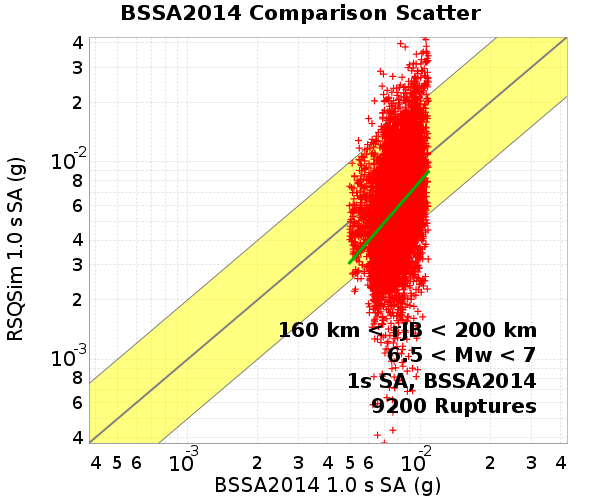 BSSA2014 Comparison Scatter
RSQSim 1.0 s SA (g)
4
3
2
10-2
8
6
4
3
2
10-3
8
6
4
160 km < rJB < 200 km
6.5 < Mw < 7
1s SA, BSSA2014
9200 Ruptures
4 5 6 10-3 2 3 4 5 6 10-2 2 3 4
BSSA2014 1.0 s SA (g)